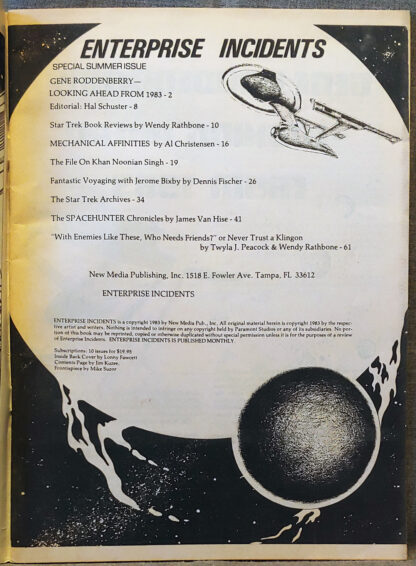 ENTERPRISE INCIDENTS
SPECIAL SUMMER ISSUE
GENE RODDENBERRY—
LOOKING AHEAD FROM 1983 - 2
Editorial: Hal Schuster - 8
Star Trek Book Reviews by Wendy Rathbone - 10
MECHANICAL AFFINITIES by Al Christensen - 16
The File On Khan Noonian Singh - 19
Fantastic Voyaging with Jerome Bixby by Dennis Fischer - 26
The Star Trek Archives - 34
The SPACEHUNTER Chronicles by James Van Hise - 41
"With Enemies Like These, Who Needs Friends?" or Never Trust a Klingon
by Twyla J. Peacock & Wendy Rathbone - 61
New Media Publishing, Inc. 1518 E. Fowler Ave. Tampa, FL 33612
ENTERPRISE INCIDENTS
ENTERPRISE INCIDENTS is a copyright 1983 by New Media Pub., Inc. All original material herein is copyright 1983 by the respec-
tive artist and writers. Nothing is intended to infringe on any copyright held by Paramount Studios or any of its subsidiaries. No por-
tion of this book may be reprinted, copied or otherwise duplicated without special permission unless it is for the purposes of a review
of Enterprise Incidents. ENTERPRISE INCIDENTS IS PUBLISHED MONTHLY.
Subscriptions: 10 issues for $19.95
Inside Back Cover by Lonny Fawcett
Contents Page by Jim Kuzee
Frontispiece by Mike Suzor